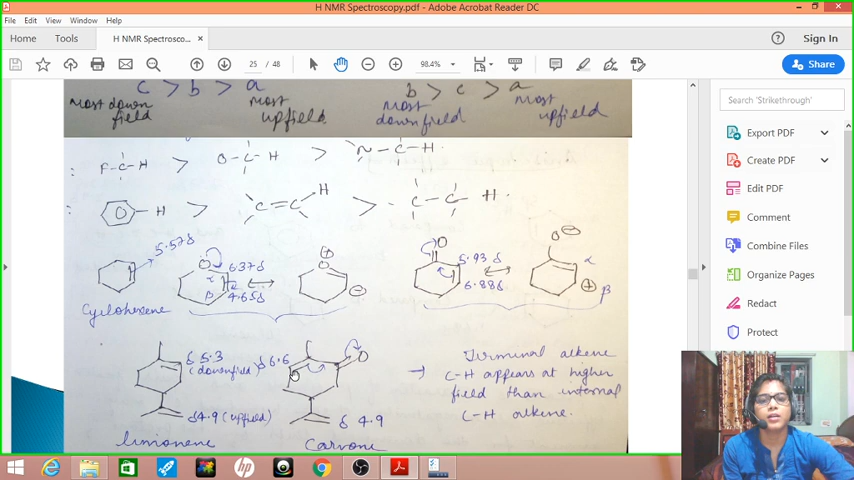 H NMR Spectroscopy.pdf - Adobe Acrobat Reader DC
File Edit View Window Help
Home Tools H NMR Spectrosco... × Sign In
25 / 48 98.4% Share
c > b > a b > c > a
most down field most upfield most downfield most upfield
F-C-H > O-C-H > N-C-H
-H > C=C-H > -C-C-H
5.57δ
O 6.37δ α β 4.65δ
O ⊕ ⊖
O 5.93δ 6.88δ
O ⊖ α ⊕ β
Cyclohexene
δ 5.3 (downfield)
δ4.9 (upfield)
limonene
δ 6.6 O
δ 4.9
Carvone
→ Terminal alkene
C-H appears at higher
field than internal
C-H alkene.
Search 'Strikethrough'
Export PDF
Create PDF
Edit PDF
Comment
Combine Files
Organize Pages
Redact
Protect
hp